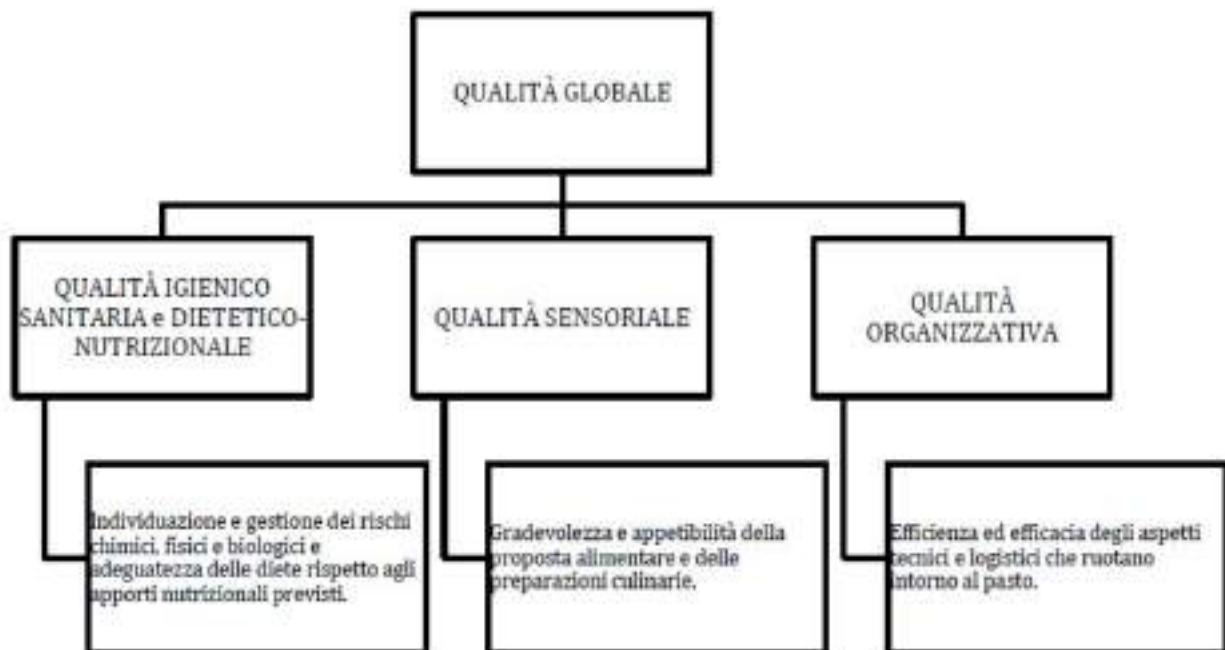 QUALITÀ GLOBALE
QUALITÀ IGIENICO
SANITARIA e DIETETICO-
NUTRIZIONALE
QUALITÀ SENSORIALE
QUALITÀ
ORGANIZZATIVA
Individuazione e gestione dei rischi
chimici, fisici e biologici e
adeguatezza delle diete rispetto agli
apporti nutrizionali previsti.
Gradevolezza e appetibilità della
proposta alimentare e delle
preparazioni culinarie.
Efficienza ed efficacia degli aspetti
tecnici e logistici che ruotano
intorno al pasto.